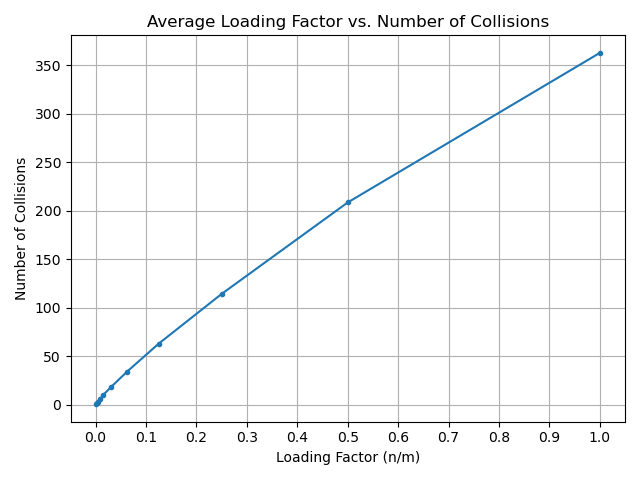 Average Loading Factor vs. Number of Collisions
350
300
250
200
150
100
50
0
Number of Collisions
0.0 0.1 0.2 0.3 0.4 0.5 0.6 0.7 0.8 0.9 1.0
Loading Factor (n/m)